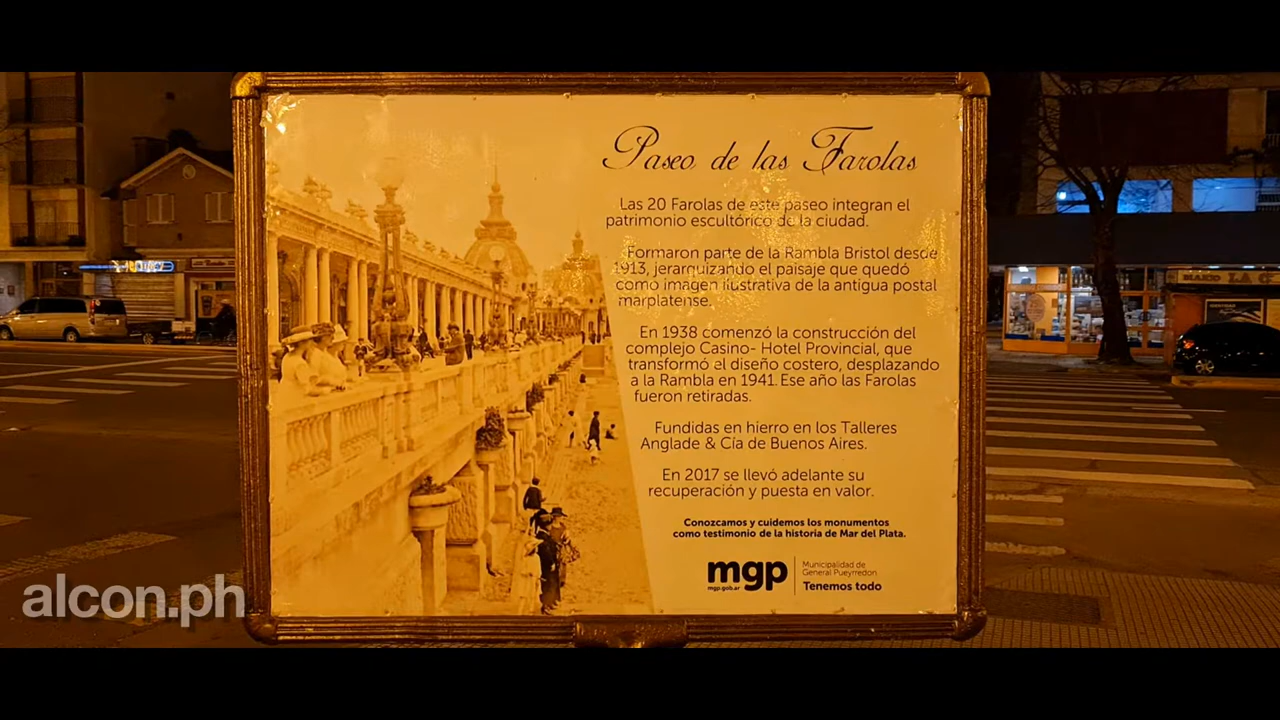 Paseo de las Farolas
Las 20 Farolas de este paseo integran el
patrimonio escultórico de la ciudad.
Formaron parte de la Rambla Bristol desde
1913, jerarquizando el paisaje que quedó
como imagen ilustrativa de la antigua postal
marplatense.
En 1938 comenzó la construcción del
complejo Casino- Hotel Provincial, que
transformó el diseño costero, desplazando
a la Rambla en 1941. Ese año las Farolas
fueron retiradas.
Fundidas en hierro en los Talleres
Anglade & Cía de Buenos Aires.
En 2017 se llevó adelante su
recuperación y puesta en valor.
Conozcamos y cuidemos los monumentos
como testimonio de la historia de Mar del Plata.
mgp
mgp.gob.ar
Municipalidad de
General Pueyrredon
Tenemos todo
alcon.ph